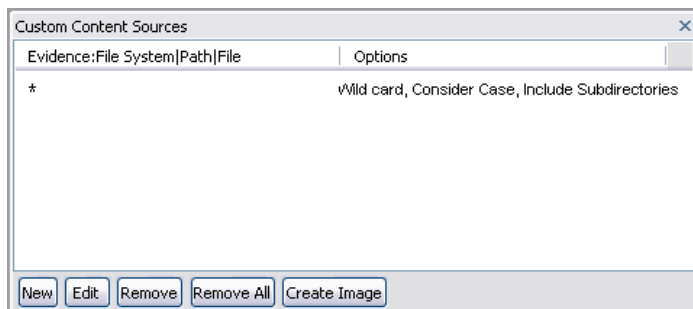 Custom Content Sources
Evidence:File System|Path|File Options
* Wild card, Consider Case, Include Subdirectories
New Edit Remove Remove All Create Image